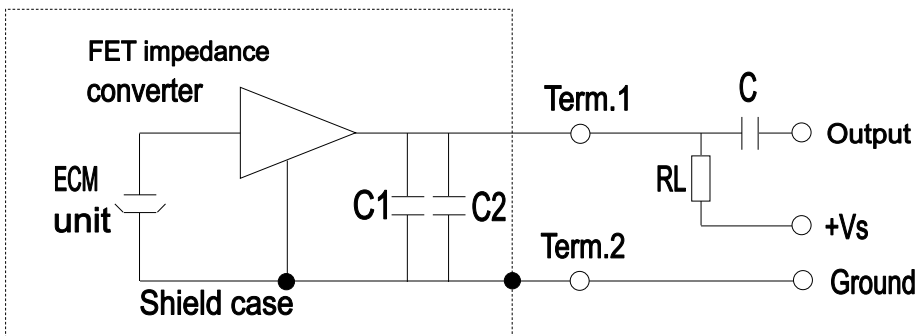 FET impedance
converter
ECM
unit
Shield case
C1
C2
Term.1
Term.2
C
RL
Output
+Vs
Ground